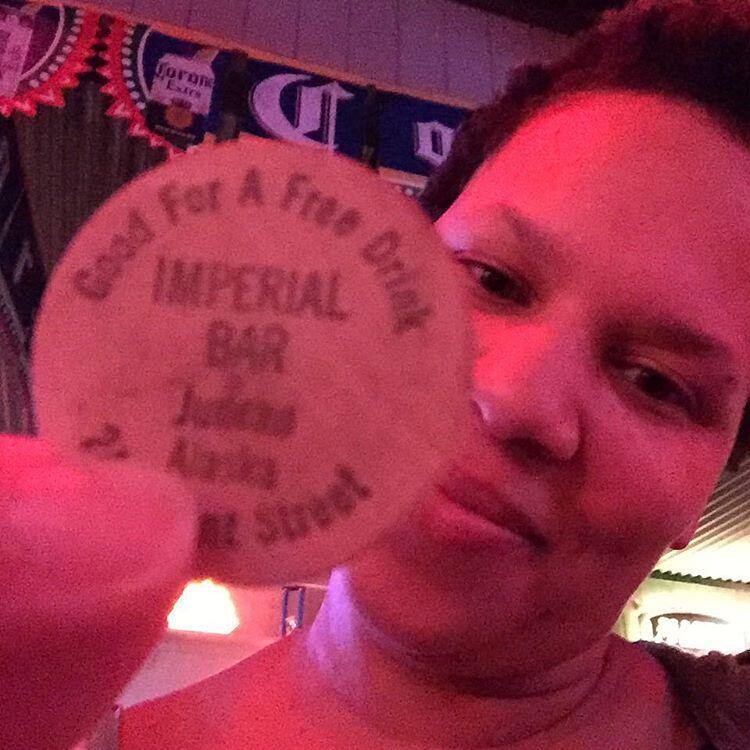 Corona
Extra
C o
Good For A Free Drink
IMPERIAL
BAR
Juneau
Alaska
Street